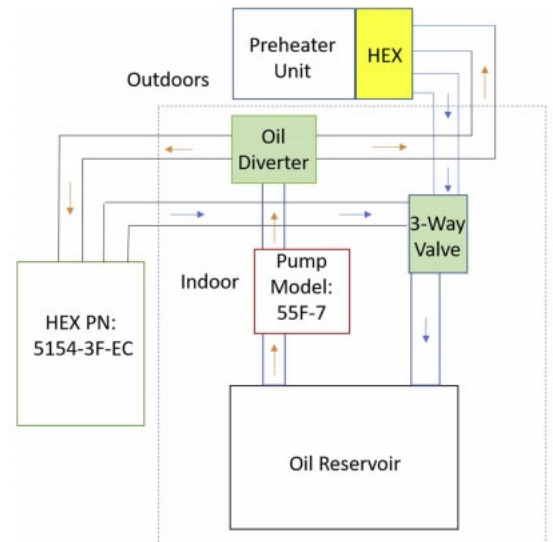 Preheater
Unit
HEX
Outdoors
Oil
Diverter
3-Way
Valve
Indoor
Pump
Model:
55F-7
HEX PN:
5154-3F-EC
Oil Reservoir